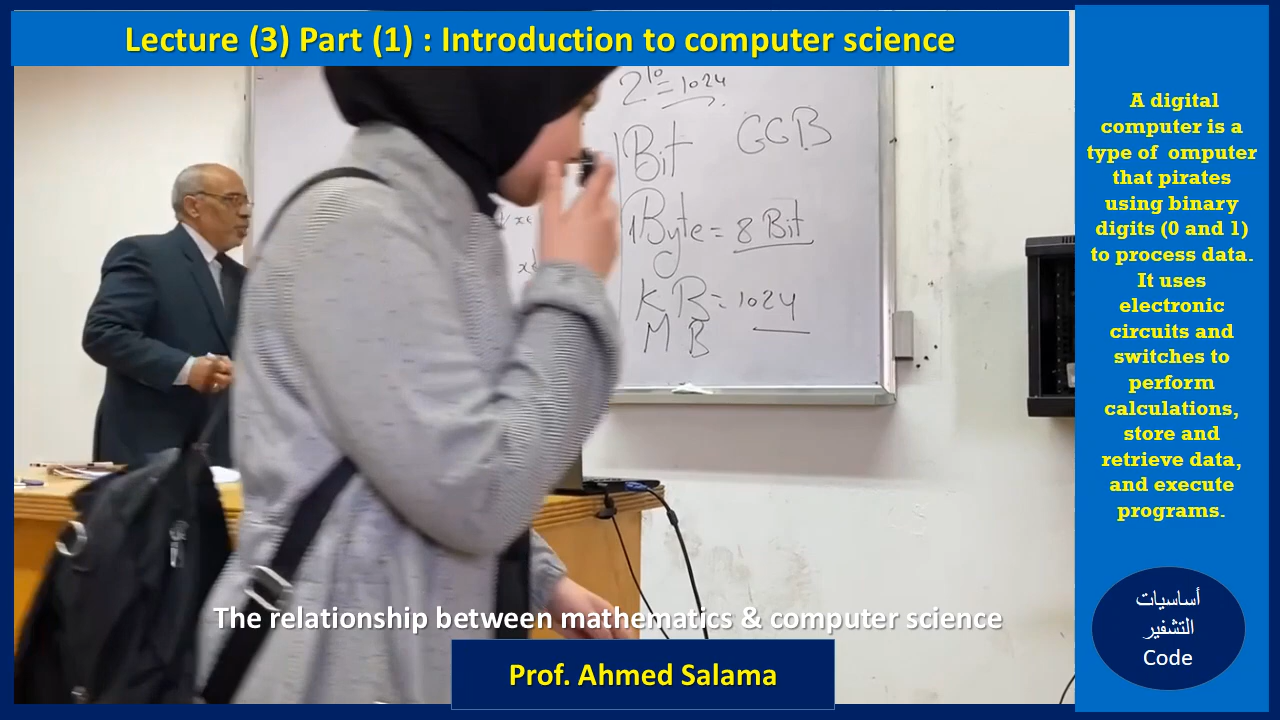 Lecture (3) Part (1) : Introduction to computer science
2¹⁰ = 1024
Bit GGB
1Byte = 8 Bit
KB = 1024
MB
A digital
computer is a
type of omputer
that pirates
using binary
digits (0 and 1)
to process data.
It uses
electronic
circuits and
switches to
perform
calculations,
store and
retrieve data,
and execute
programs.
أساسيات
التشفير
Code
The relationship between mathematics & computer science
Prof. Ahmed Salama